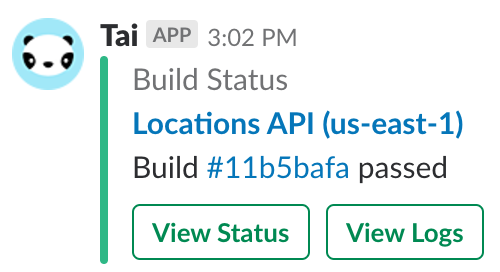 Tai APP 3:02 PM
Build Status
Locations API (us-east-1)
Build #11b5bafa passed
View Status View Logs